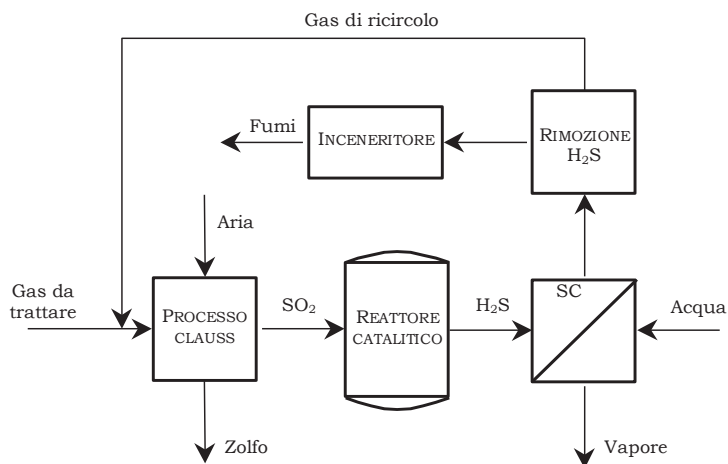 Gas di ricircolo
Fumi
INCENERITORE
RIMOZIONE
H₂S
Aria
Gas da
trattare
PROCESSO
CLAUSS
SO₂
REATTORE
CATALITICO
H₂S
SC
Acqua
Zolfo
Vapore